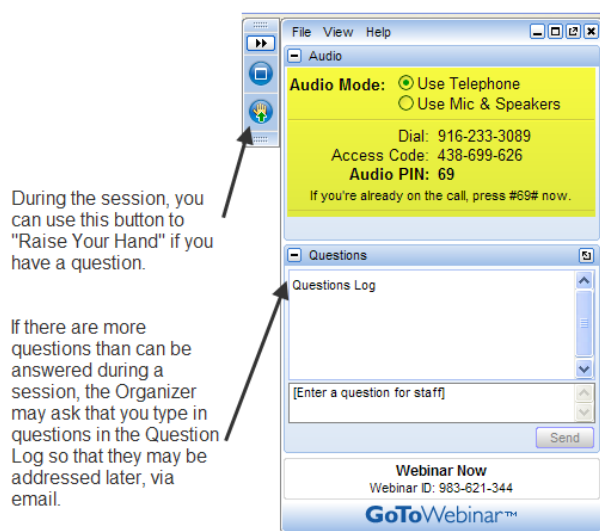 File View Help
Audio
Audio Mode: Use Telephone
Use Mic & Speakers
Dial: 916-233-3089
Access Code: 438-699-626
Audio PIN: 69
If you're already on the call, press #69# now.
During the session, you
can use this button to
"Raise Your Hand" if you
have a question.
Questions
Questions Log
If there are more
questions than can be
answered during a
session, the Organizer
may ask that you type in
questions in the Question
Log so that they may be
addressed later, via
email.
[Enter a question for staff]
Send
Webinar Now
Webinar ID: 983-621-344
GoToWebinar™